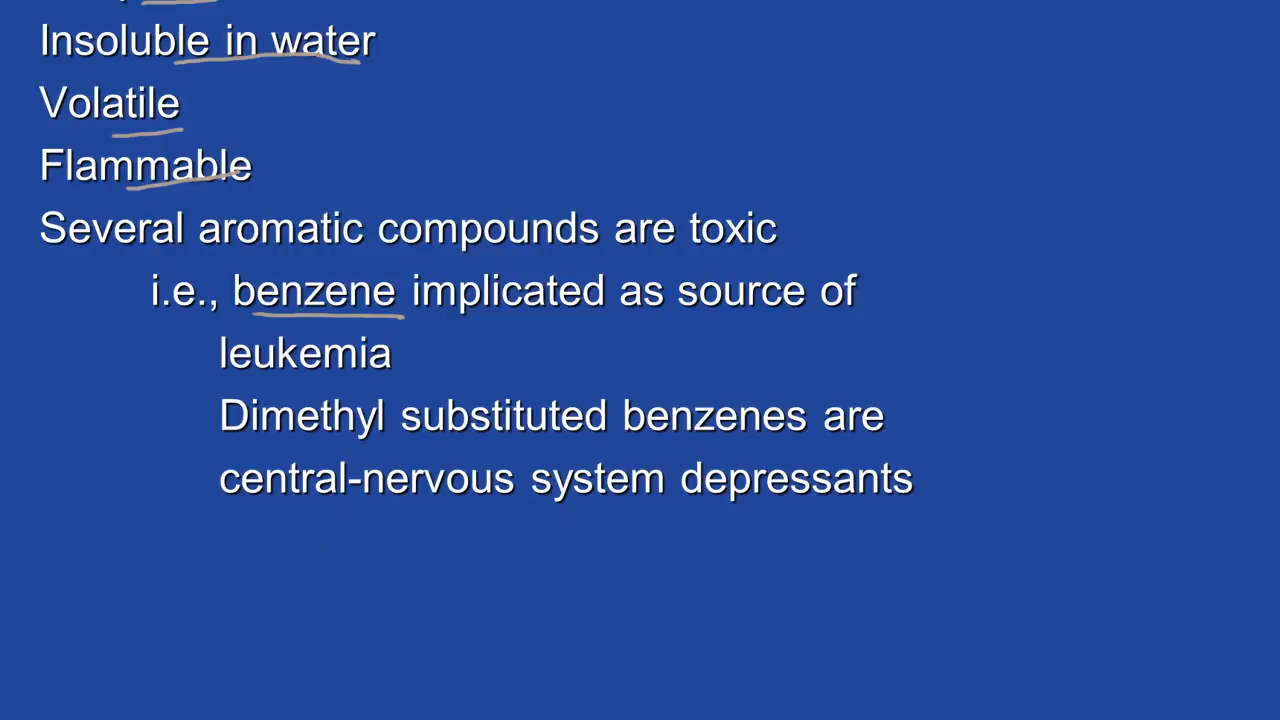 Insoluble in water
Volatile
Flammable
Several aromatic compounds are toxic
i.e., benzene implicated as source of
leukemia
Dimethyl substituted benzenes are
central-nervous system depressants